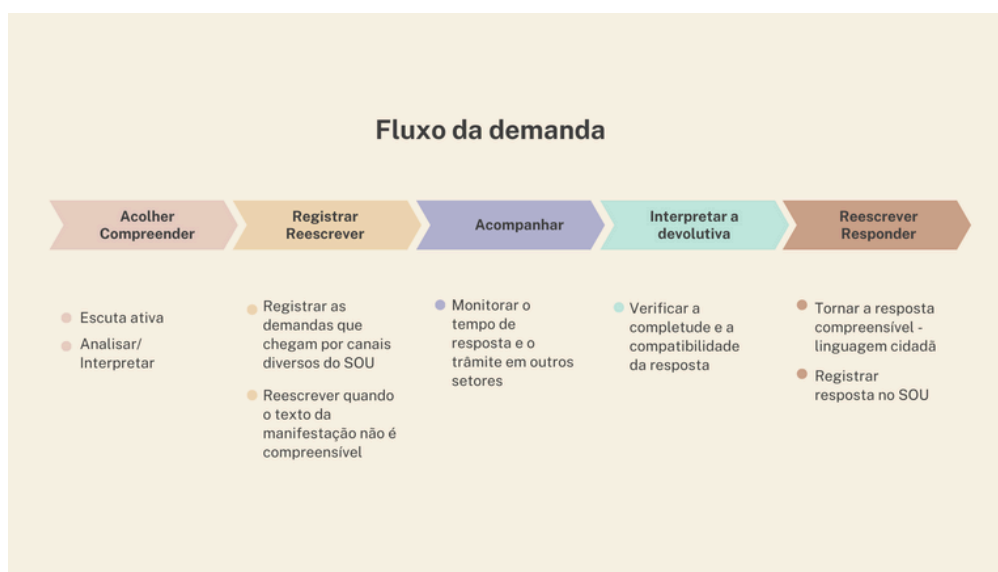 Fluxo da demanda
Acolher
Compreender
Registrar
Reescrever
Acompanhar
Interpretar a
devolutiva
Reescrever
Responder
Escuta ativa
Analisar/
Interpretar
Registrar as
demandas que
chegam por canais
diversos do SOU
Reescrever quando
o texto da
manifestação não é
compreensível
Monitorar o
tempo de
resposta e o
trâmite em outros
setores
Verificar a
completude e a
compatibilidade
da resposta
Tornar a resposta
compreensível -
linguagem cidadã
Registrar
resposta no SOU